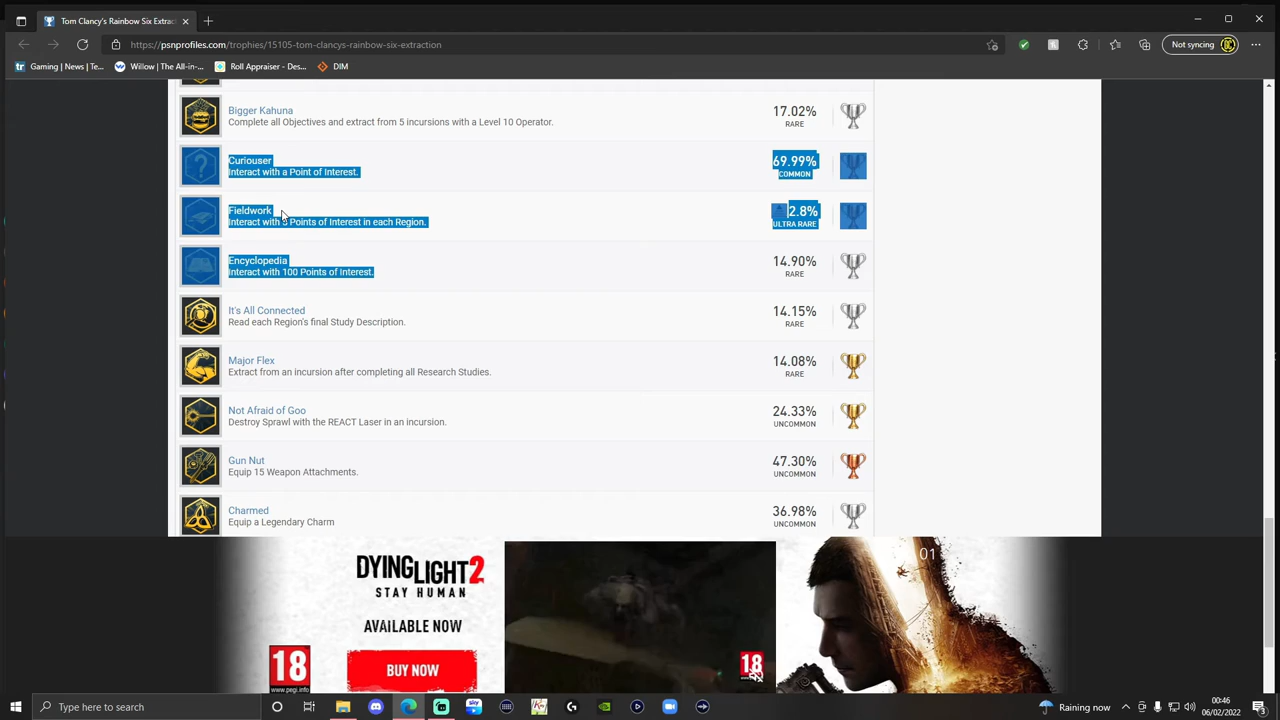 Tom Clancy's
https://psnprofiles.com/trophies/15105-tom-clancys-rainbow-six-extraction
Not syncing
Gaming | News | Te...
Willow | The All-in-...
Roll Appraiser - Des...
DIM
Bigger Kahuna
Complete all Objectives and extract from 5 incursions with a Level 10 Operator.
17.02%
RARE
Curiouser
Interact with a Point of Interest.
69.99%
COMMON
Fieldwork
Interact with Points of Interest in each Region.
2.8%
ULTRA RARE
Encyclopedia
Interact with 100 Points of Interest.
14.90%
RARE
It's All Connected
Read each Region's final Study Description.
14.15%
RARE
Major Flex
Extract from an incursion after completing all Research Studies.
14.08%
RARE
Not Afraid of Goo
Destroy Sprawl with the REACT Laser in an incursion.
24.33%
UNCOMMON
Gun Nut
Equip 15 Weapon Attachments.
47.30%
UNCOMMON
Charmed
Equip a Legendary Charm
36.98%
UNCOMMON
DYING LIGHT 2
STAY HUMAN
AVAILABLE NOW
BUY NOW
18
www.pegi.info
18
01
Type here to search
sky
Raining now
00:46
06/02/2022